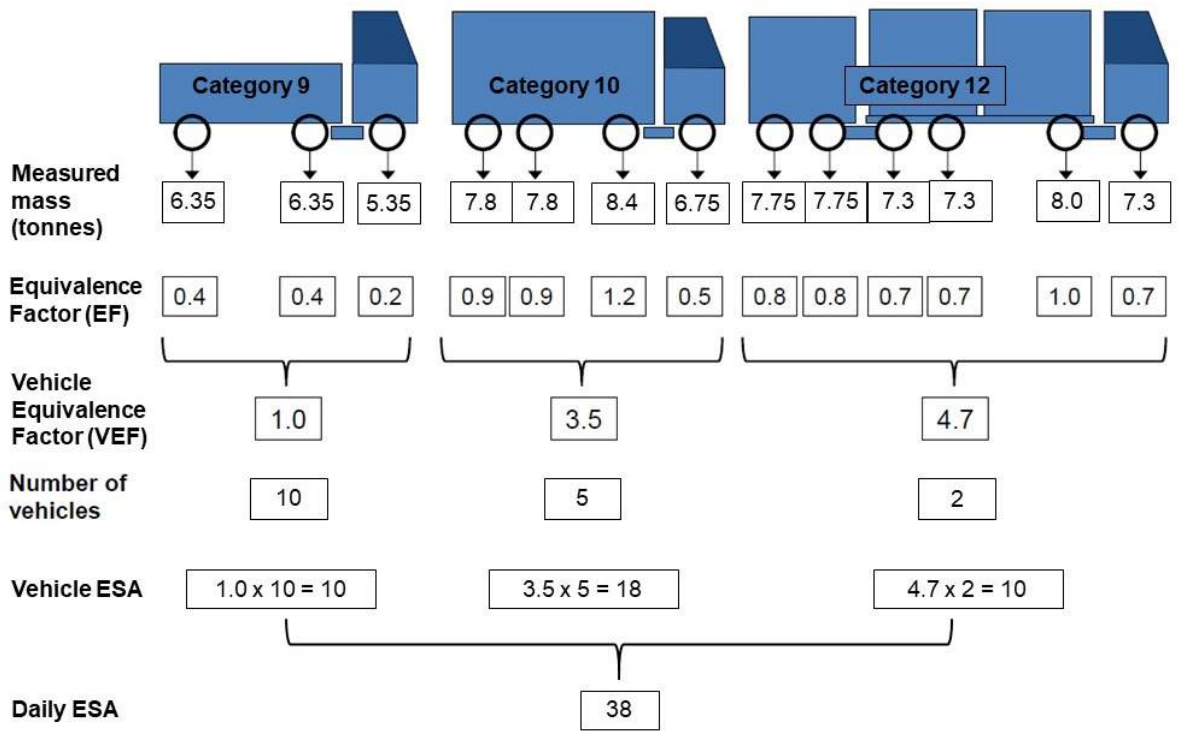 Category 9
Category 10
Category 12
Measured
mass
(tonnes)
6.35 6.35 5.35 7.8 7.8 8.4 6.75 7.75 7.75 7.3 7.3 8.0 7.3
Equivalence
Factor (EF)
0.4 0.4 0.2 0.9 0.9 1.2 0.5 0.8 0.8 0.7 0.7 1.0 0.7
Vehicle
Equivalence
Factor (VEF)
1.0 3.5 4.7
Number of
vehicles
10 5 2
Vehicle ESA
1.0 x 10 = 10 3.5 x 5 = 18 4.7 x 2 = 10
Daily ESA
38